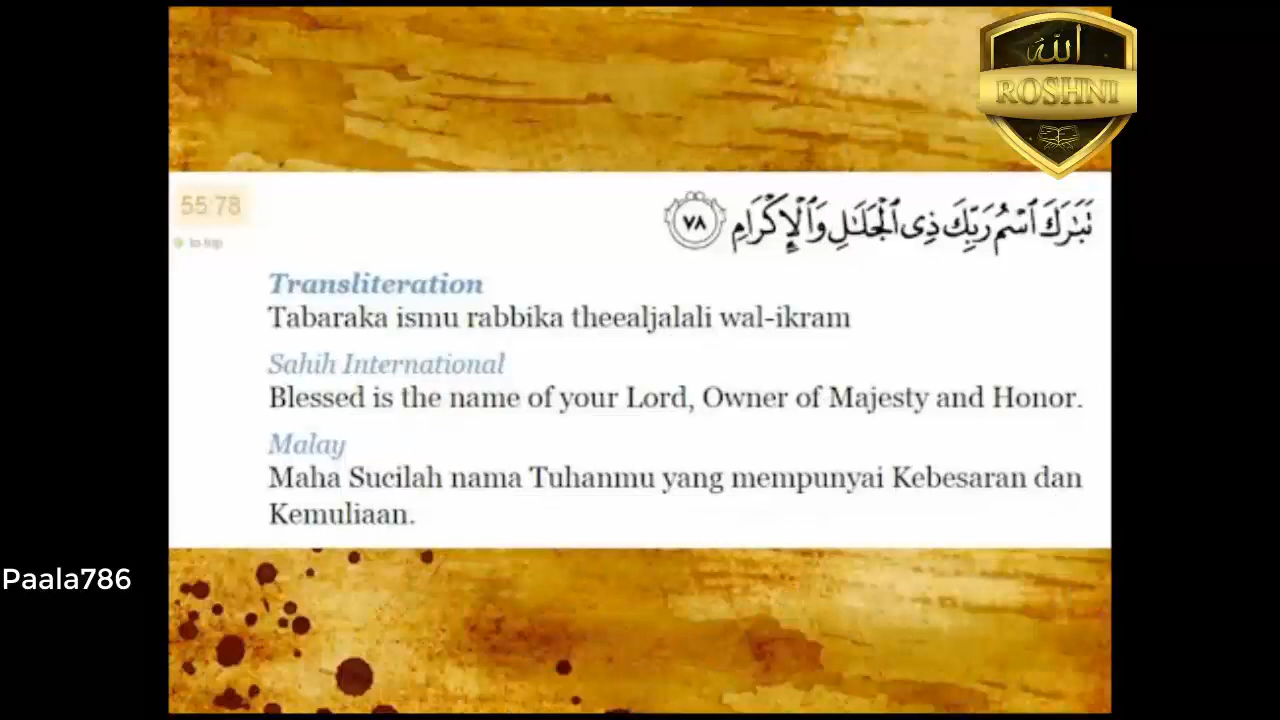 الله
ROSHNI
55:78
to top
تَبَٰرَكَ ٱسْمُ رَبِّكَ ذِى ٱلْجَلَٰلِ وَٱلْإِكْرَامِ ٧٨
Transliteration
Tabaraka ismu rabbika theealjalali wal-ikram
Sahih International
Blessed is the name of your Lord, Owner of Majesty and Honor.
Malay
Maha Sucilah nama Tuhanmu yang mempunyai Kebesaran dan
Kemuliaan.
Paala786